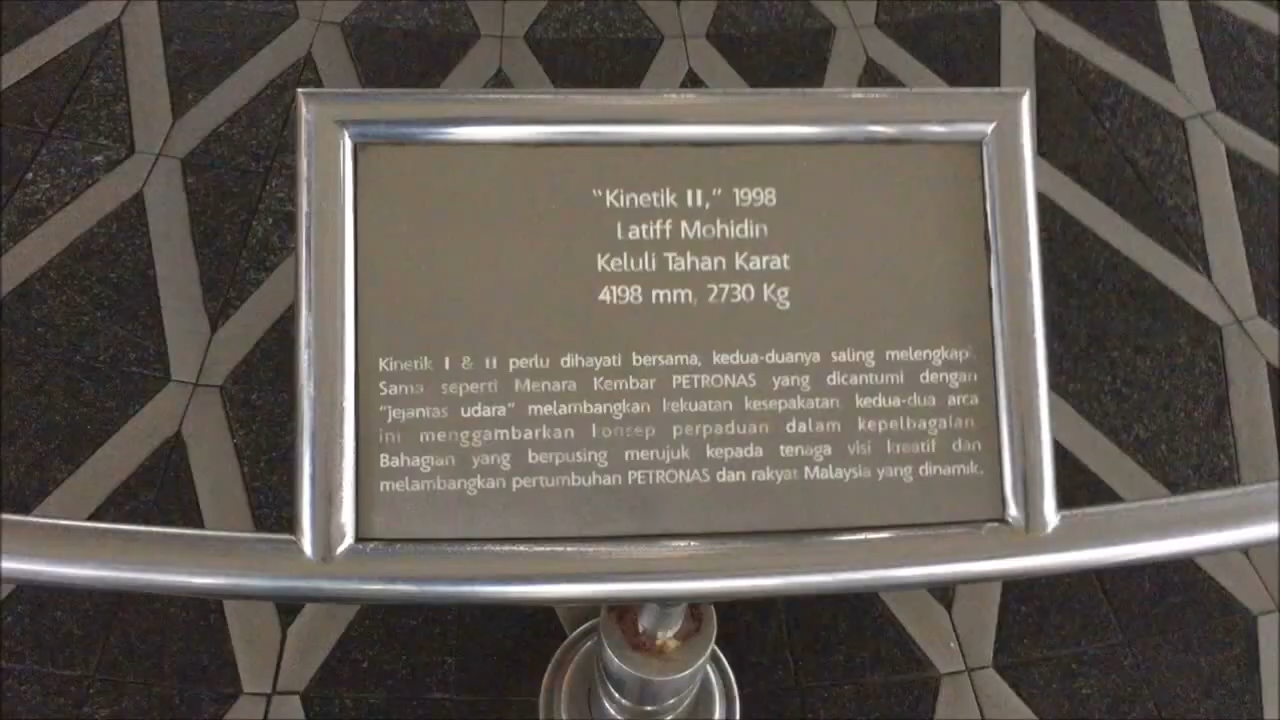 “Kinetik II,” 1998
Latiff Mohidin
Keluli Tahan Karat
4198 mm, 2730 Kg
Kinetik I & II perlu dihayati bersama, kedua-duanya saling melengkapi.
Sama seperti Menara Kembar PETRONAS yang dicantumi dengan
“jejantas udara” melambangkan kekuatan kesepakatan, kedua-dua arca
ini menggambarkan konsep perpaduan dalam kepelbagaian.
Bahagian yang berpusing merujuk kepada tenaga visi kreatif dan
melambangkan pertumbuhan PETRONAS dan rakyat Malaysia yang dinamik.